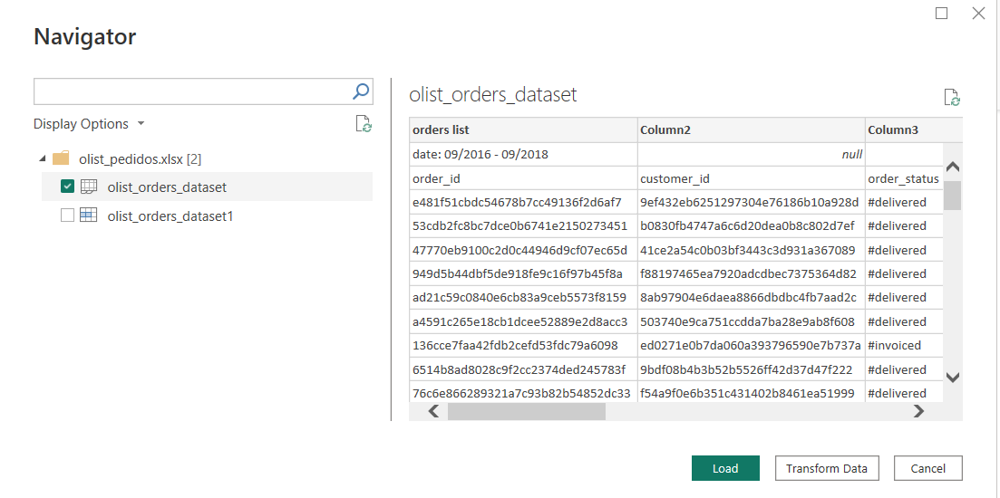 Navigator
Display Options
olist_pedidos.xlsx [2]
olist_orders_dataset
olist_orders_dataset1
olist_orders_dataset
orders list Column2 Column3
date: 09/2016 - 09/2018 null
order_id customer_id order_status
e481f51cbdc54678b7cc49136f2d6af7 9ef432eb6251297304e76186b10a928d #delivered
53cdb2fc8bc7dce0b6741e2150273451 b0830fb4747a6c6d20dea0b8c802d7ef #delivered
47770eb9100c2d0c44946d9cf07ec65d 41ce2a54c0b03bf3443c3d931a367089 #delivered
949d5b44dbf5de918fe9c16f97b45f8a f88197465ea7920adcdbec7375364d82 #delivered
ad21c59c0840e6cb83a9ceb5573f8159 8ab97904e6daea8866dbdbc4fb7aad2c #delivered
a4591c265e18cb1dcee52889e2d8acc3 503740e9ca751ccdda7ba28e9ab8f608 #delivered
136cce7faa42fdb2cefd53fdc79a6098 ed0271e0b7da060a393796590e7b737a #invoiced
6514b8ad8028c9f2cc2374ded245783f 9bdf08b4b3b52b5526ff42d37d47f222 #delivered
76c6e866289321a7c93b82b54852dc33 f54a9f0e6b351c431402b8461ea51999 #delivered
Load Transform Data Cancel